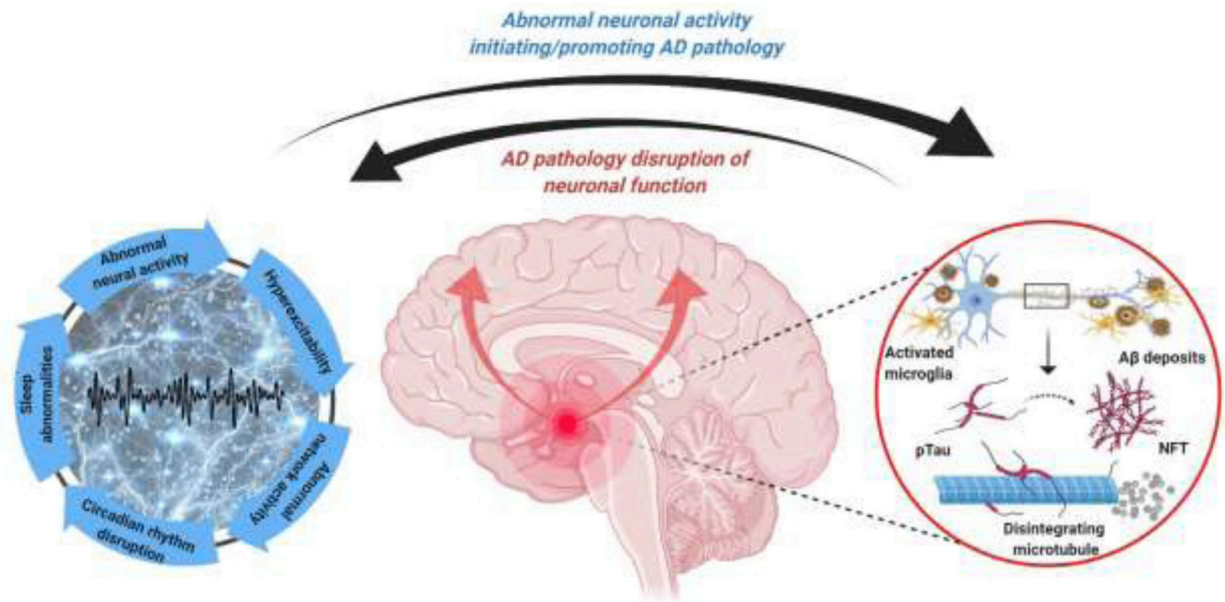 Abnormal neuronal activity
initiating/promoting AD pathology
AD pathology disruption of
neuronal function
Abnormal
neural activity
Hyperexcitability
Abnormal
network activity
Circadian rhythm
disruption
Sleep
abnormalities
Activated
microglia
Aβ deposits
pTau
NFT
Disintegrating
microtubule